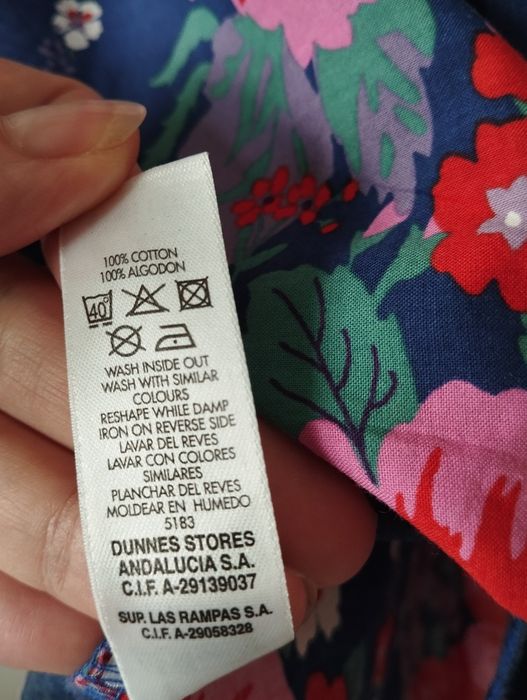 100% COTTON
100% ALGODON
40°
WASH INSIDE OUT
WASH WITH SIMILAR
COLOURS
RESHAPE WHILE DAMP
IRON ON REVERSE SIDE
LAVAR DEL REVES
LAVAR CON COLORES
SIMILARES
PLANCHAR DEL REVES
MOLDEAR EN HUMEDO
5183
DUNNES STORES
ANDALUCIA S.A.
C.I.F. A-29139037
SUP. LAS RAMPAS S.A.
C.I.F. A-29058328